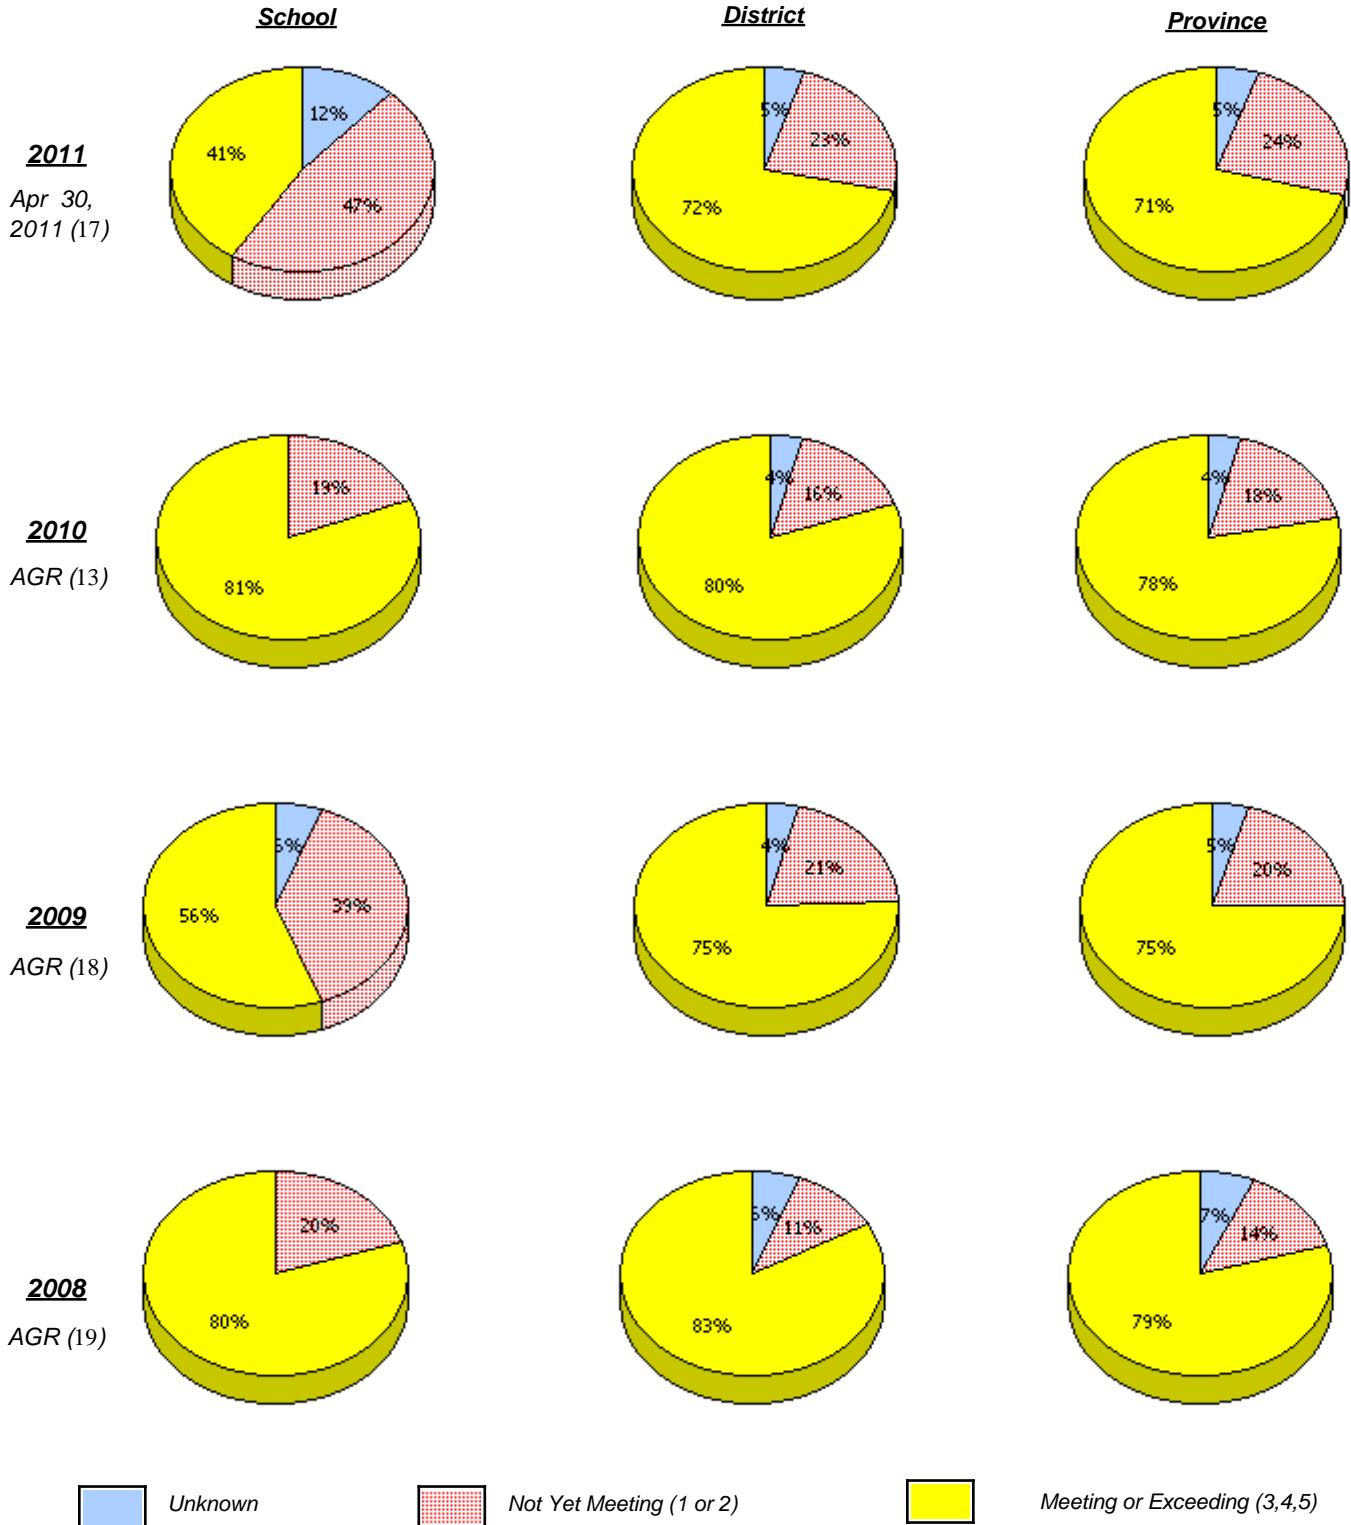 School District Province
12% 5% 5%
23% 24%
2011 41%
Apr 30, 47% 72% 71%
2011 (17)
19% 4% 16% 4% 18%
2010
AGR (13) 81% 80% 78%
4% 21% 5% 20%
2009 56% 39%
AGR (18) 75% 75%
20% 11% 7% 14%
2008
AGR (19) 80% 83% 79%
Unknown Not Yet Meeting (1 or 2) Meeting or Exceeding (3,4,5)